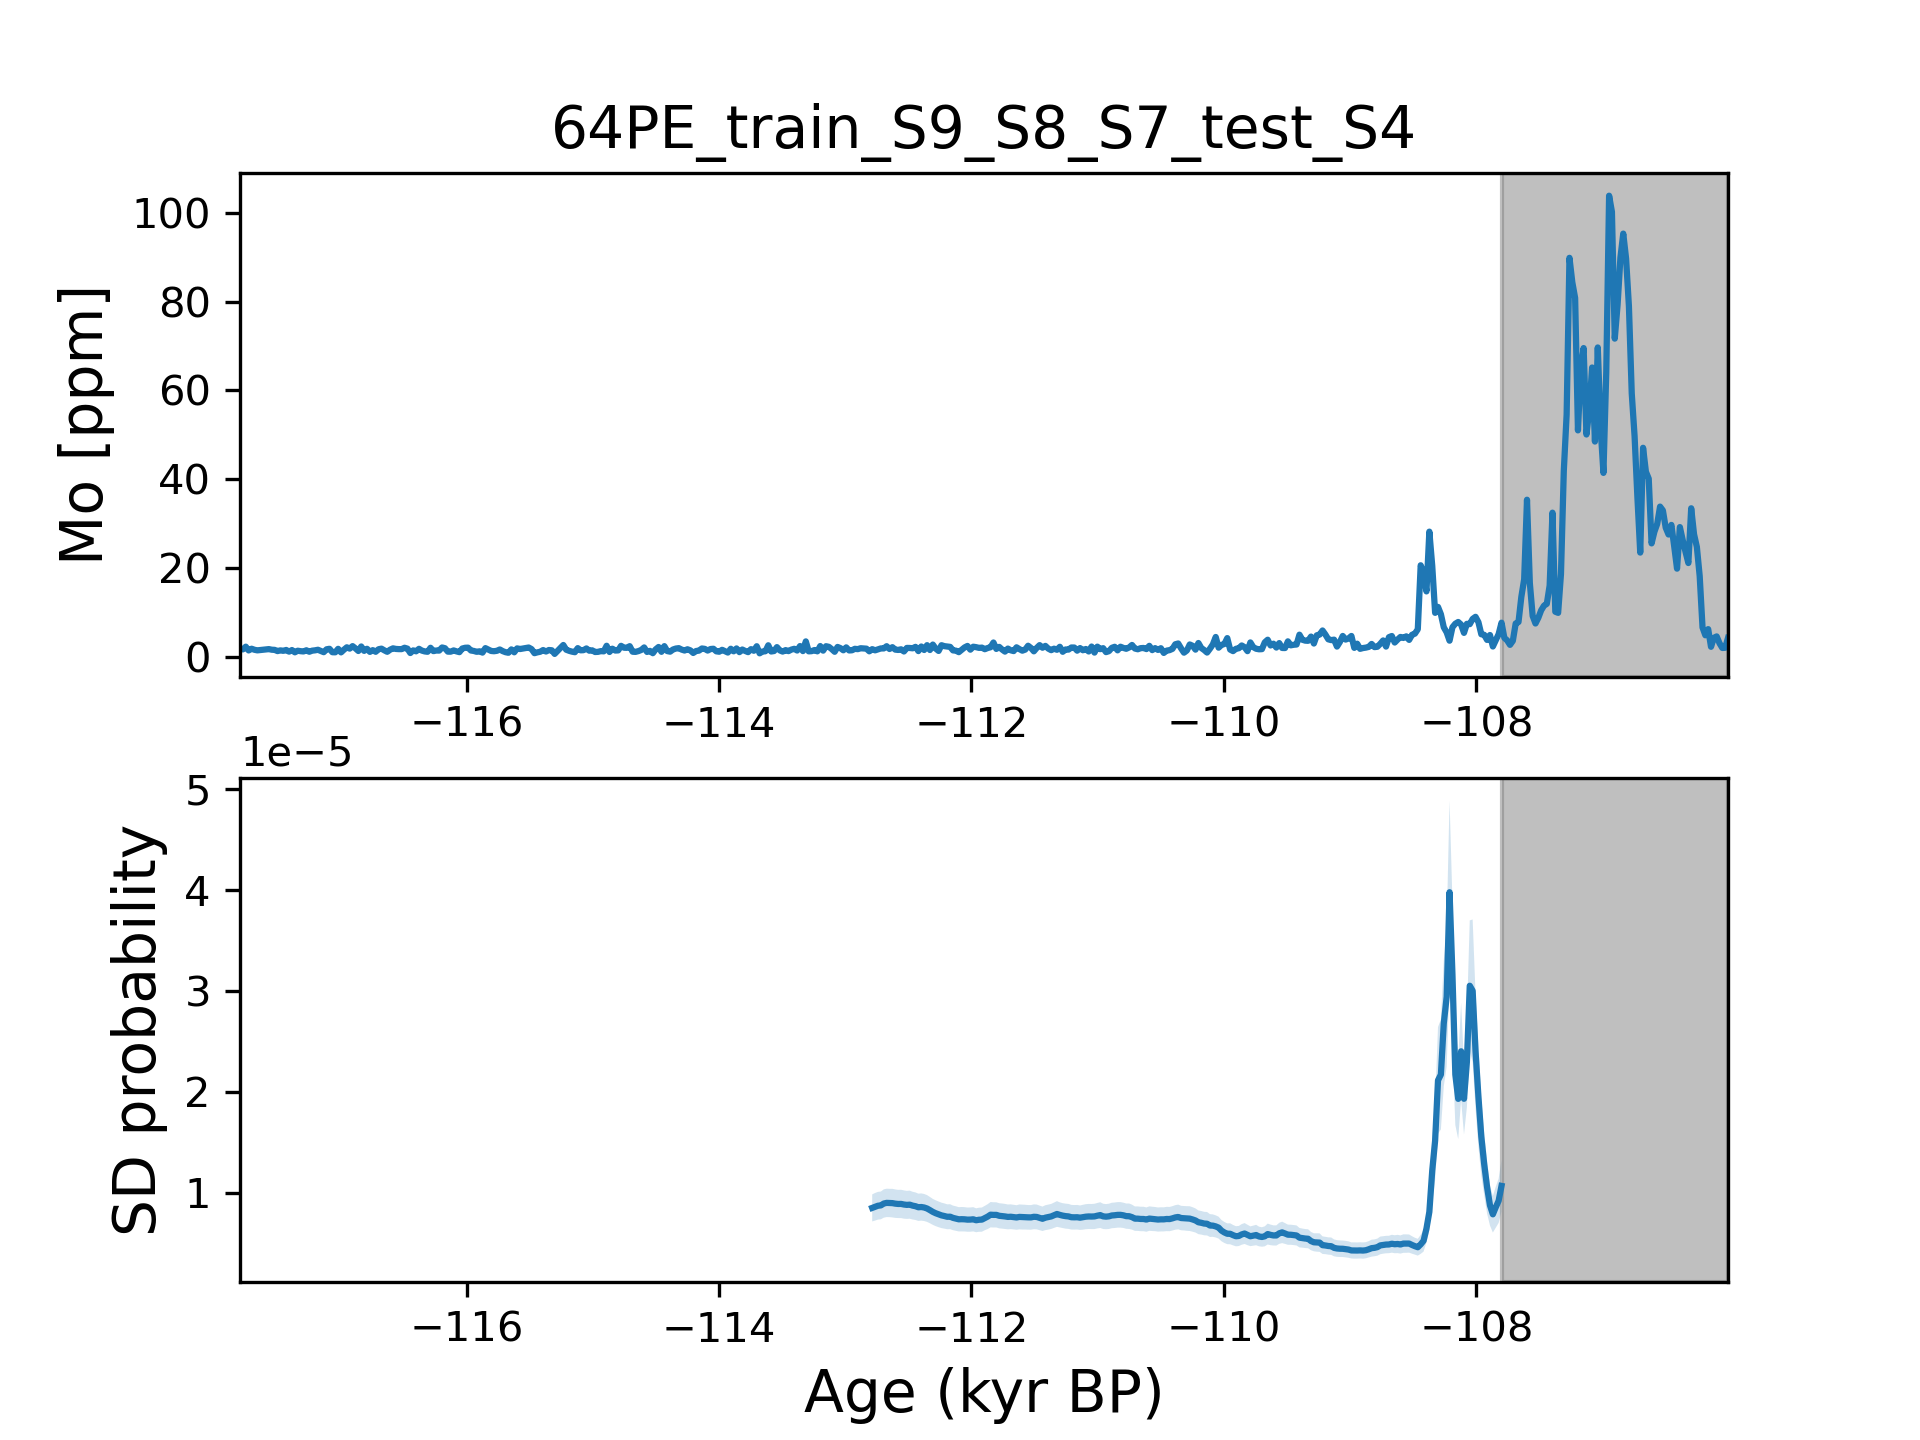 64PE_train_S9_S8_S7_test_S4
Mo [ppm]
100
80
60
40
20
0
−116 −114 −112 −110 −108
1e−5
SD probability
5
4
3
2
1
−116 −114 −112 −110 −108
Age (kyr BP)